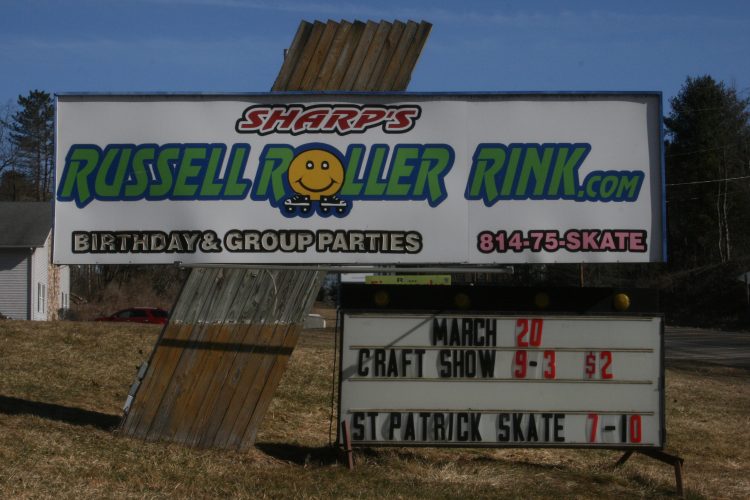 SHARP'S
RUSSELL ROLLER RINK.COM
BIRTHDAY & GROUP PARTIES 814-75-SKATE
MARCH 20
CRAFT SHOW 9-3 $2
ST PATRICK SKATE 7-10